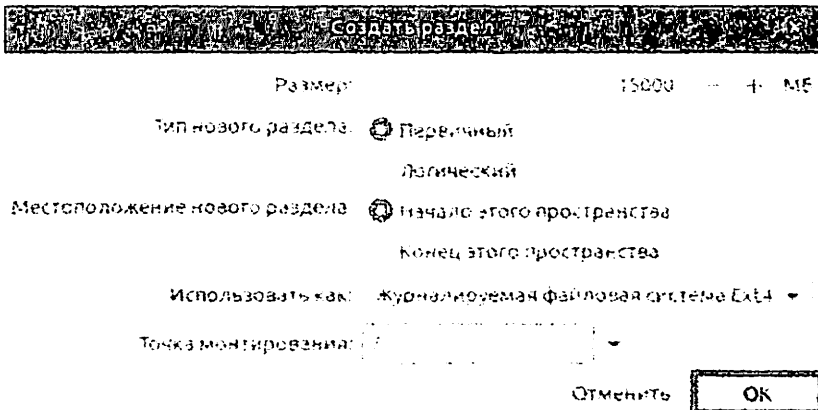 Создать раздел
Размер: 15000 − + МБ
Тип нового раздела: Первичный
Логический
Местоположение нового раздела: Начало этого пространства
Конец этого пространства
Использовать как: Журналируемая файловая система Ext4
Точка монтирования: /
Отменить OK